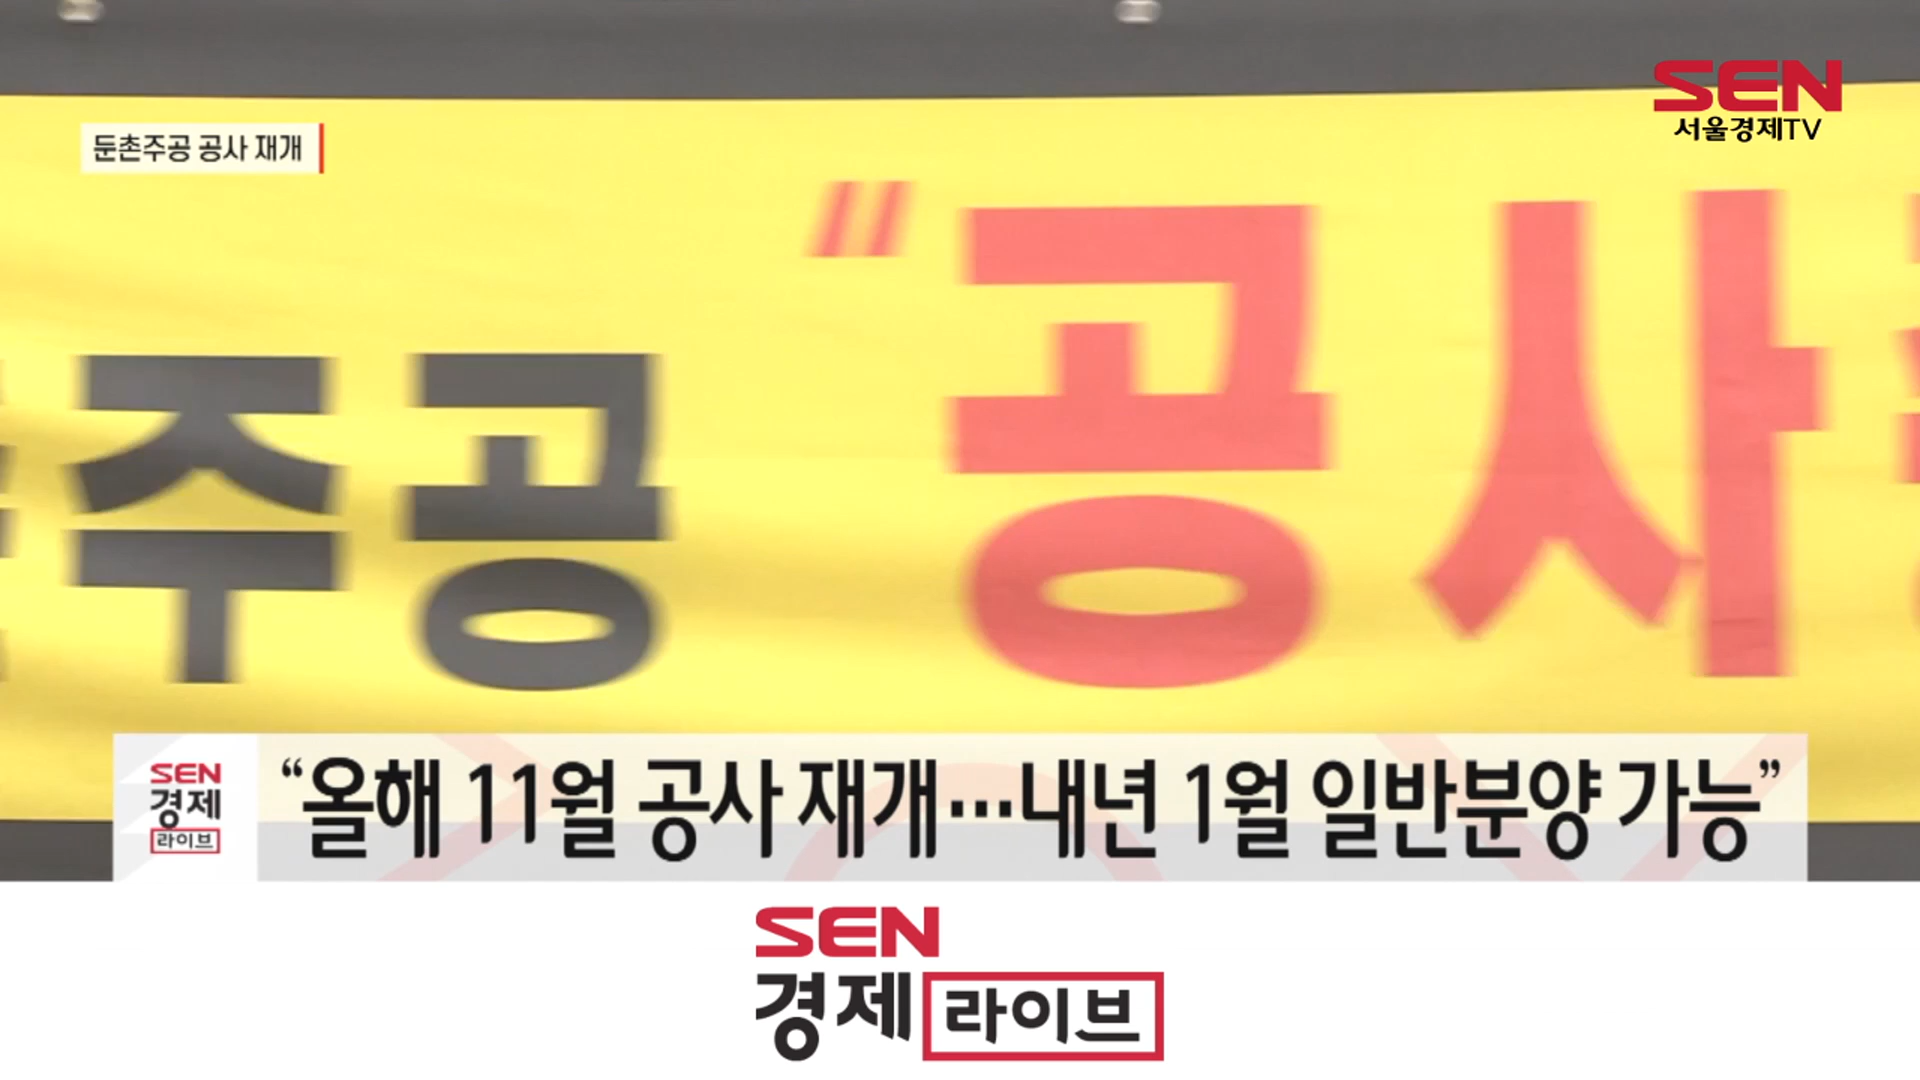 SEN
서울경제TV
둔촌주공 공사 재개
주공 "공사
SEN
경제
라이브
“올해 11월 공사 재개…내년 1월 일반분양 가능”
SEN
경제 라이브